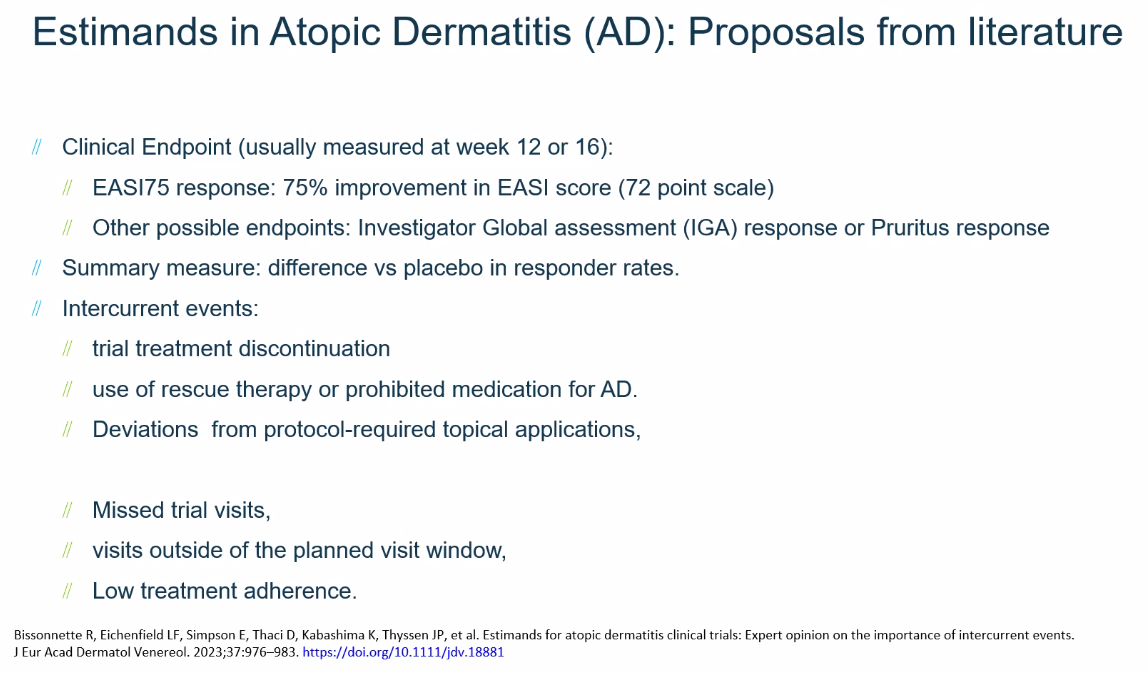 Estimands in Atopic Dermatitis (AD): Proposals from literature
// Clinical Endpoint (usually measured at week 12 or 16):
// EASI75 response: 75% improvement in EASI score (72 point scale)
// Other possible endpoints: Investigator Global assessment (IGA) response or Pruritus response
// Summary measure: difference vs placebo in responder rates.
// Intercurrent events:
// trial treatment discontinuation
// use of rescue therapy or prohibited medication for AD.
// Deviations  from protocol-required topical applications,
// Missed trial visits,
// visits outside of the planned visit window,
// Low treatment adherence.
Bissonnette R, Eichenfield LF, Simpson E, Thaci D, Kabashima K, Thyssen JP, et al. Estimands for atopic dermatitis clinical trials: Expert opinion on the importance of intercurrent events.
J Eur Acad Dermatol Venereol. 2023;37:976–983. https://doi.org/10.1111/jdv.18881